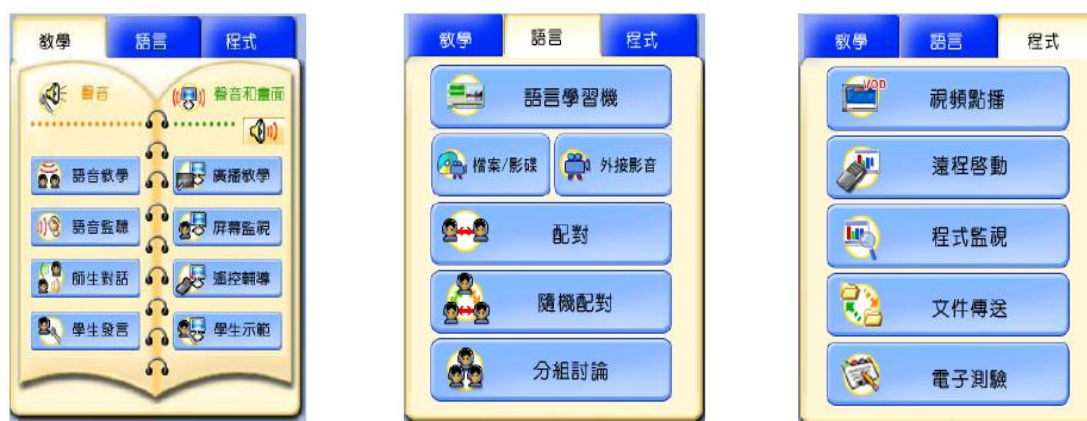 教學 語言 程式
聲音 聲音和畫面
語音教學 廣播教學
語音監聽 屏幕監視
師生對話 遙控輔導
學生發言 學生示範
教學 語言 程式
語言學習機
檔案/影碟 外接影音
配對
隨機配對
分組討論
教學 語言 程式
VOD
視頻點播
遠程啓動
程式監視
文件傳送
電子測驗